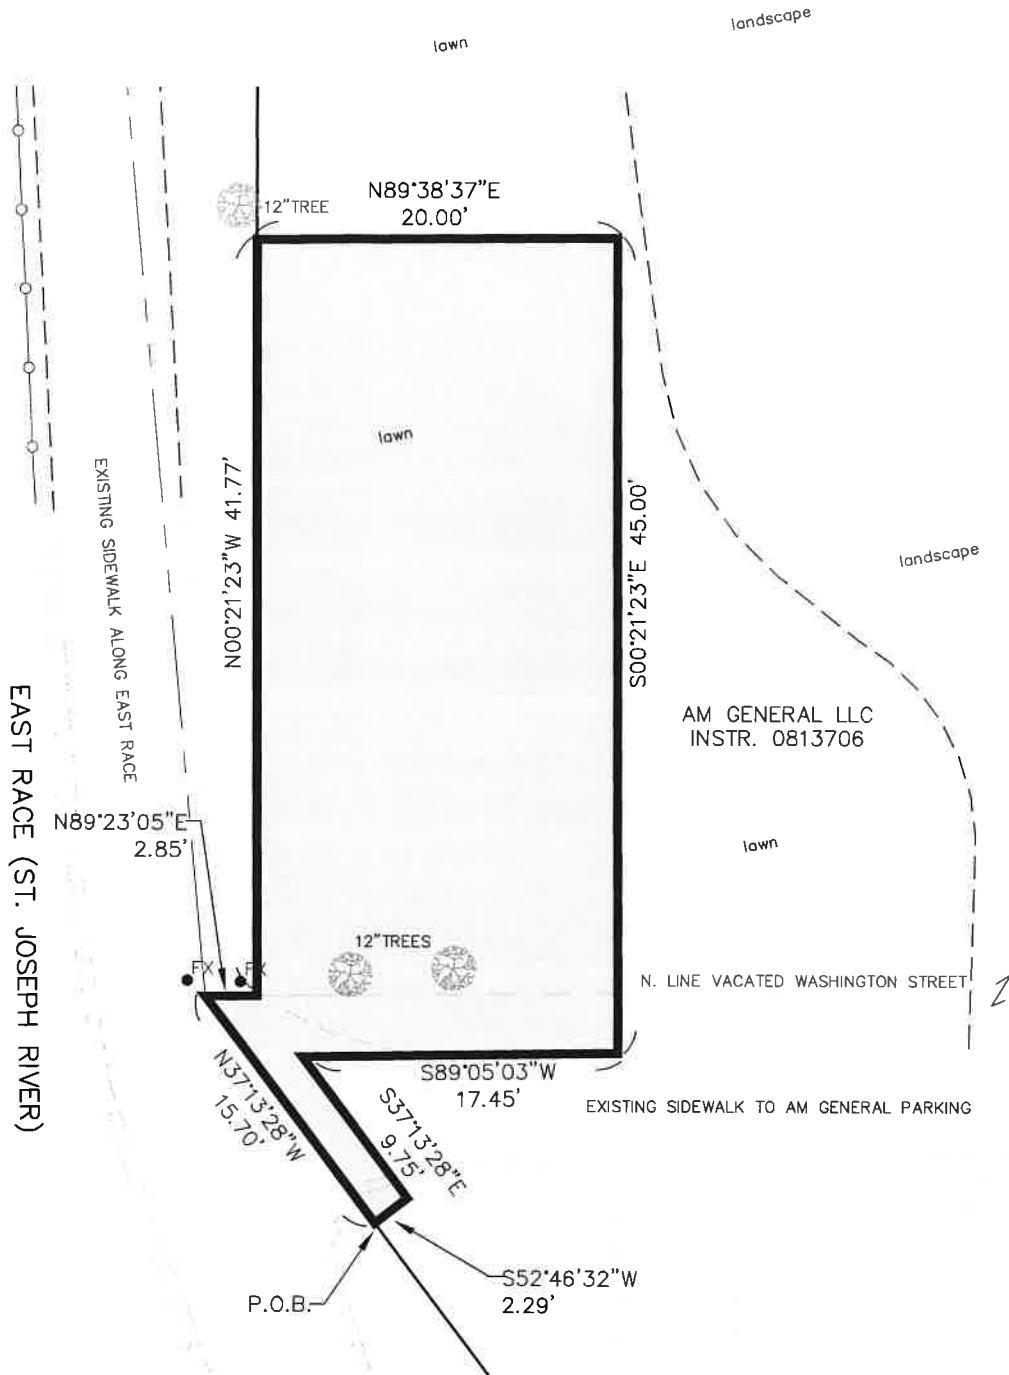 landscape
lawn
N89°38'37"E
20.00'
12"TREE
lawn
N00°21'23"W 41.77'
S00°21'23"E 45.00'
EXISTING SIDEWALK ALONG EAST RACE
landscape
EAST RACE (ST. JOSEPH RIVER)
AM GENERAL LLC
INSTR. 0813706
N89°23'05"E
2.85'
lawn
12"TREES
FX
FX
N. LINE VACATED WASHINGTON STREET
2
S89°05'03"W
17.45'
EXISTING SIDEWALK TO AM GENERAL PARKING
N37°13'28"W
15.70'
S37°13'28"E
9.75'
S52°46'32"W
2.29'
P.O.B.